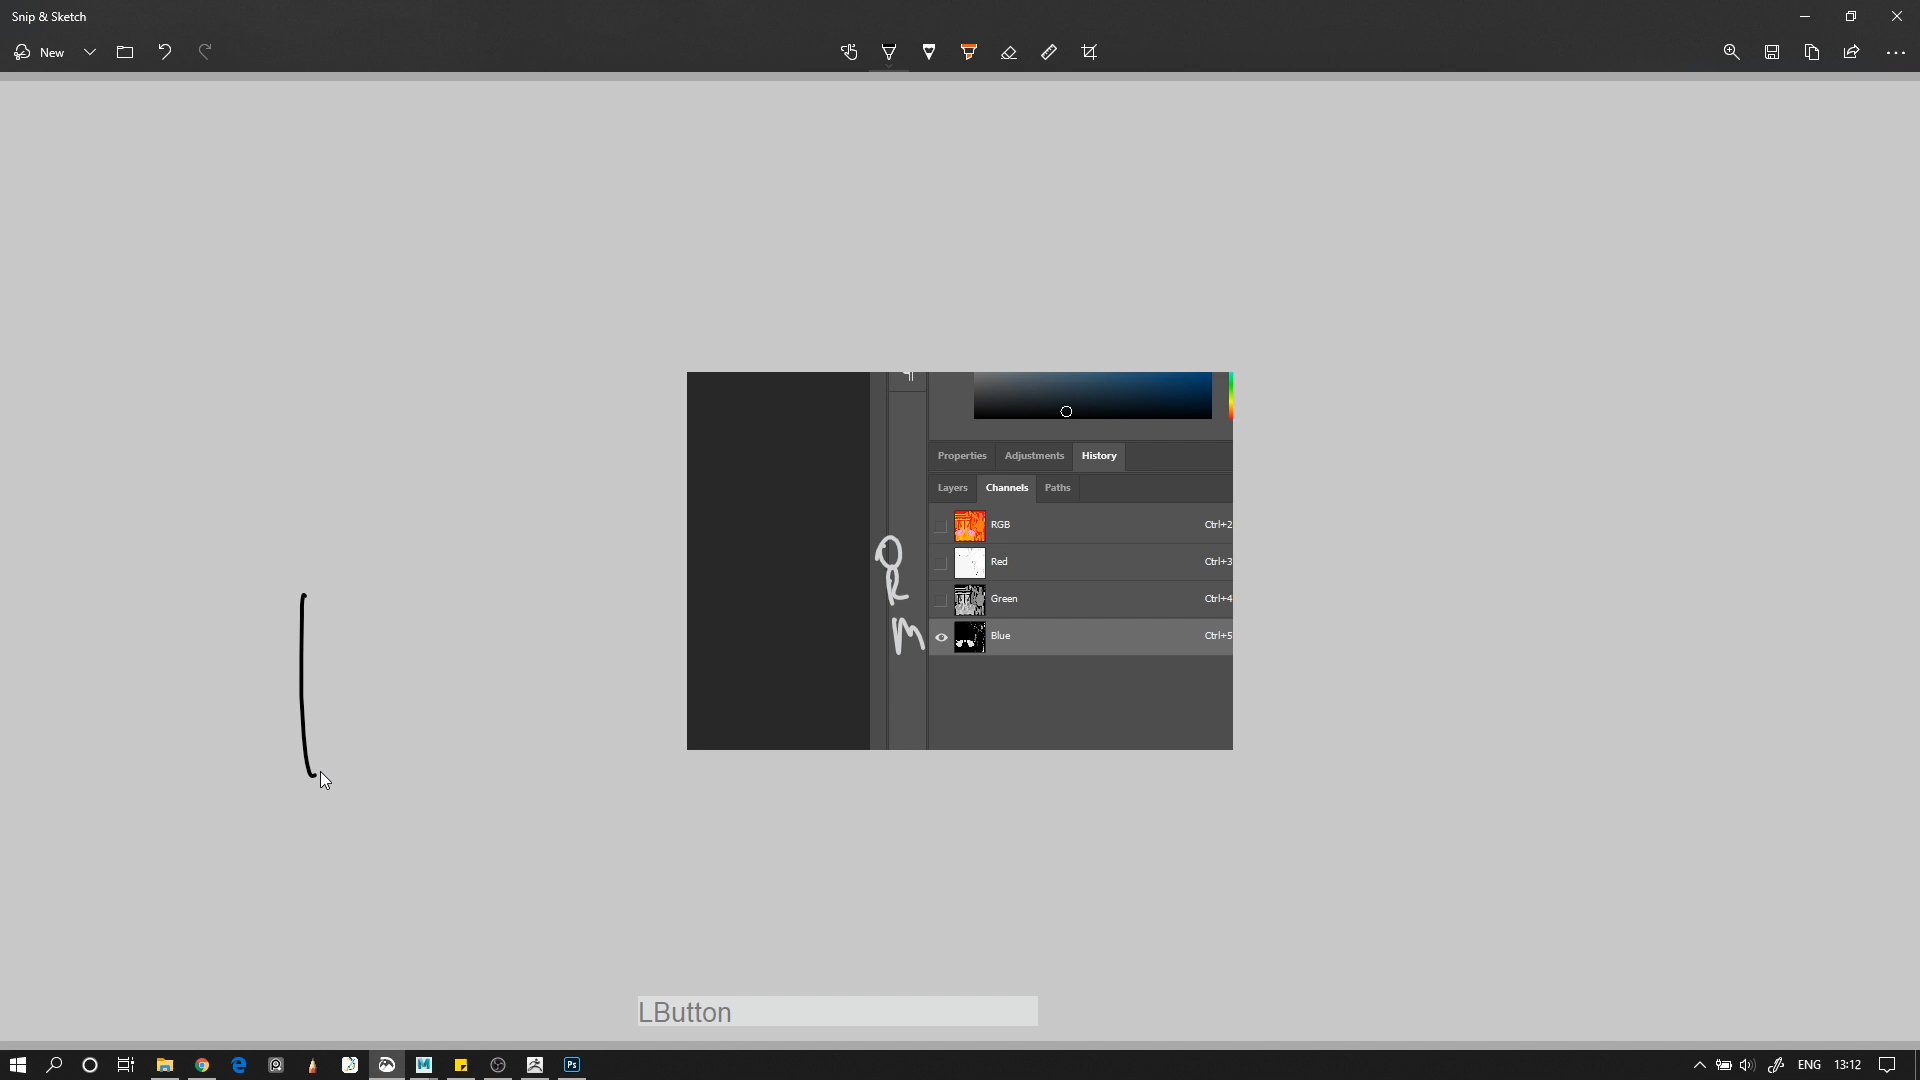 Snip & Sketch
New
Properties Adjustments History
Layers Channels Paths
RGB Ctrl+2
O Red Ctrl+3
R Green Ctrl+4
M Blue Ctrl+5
LButton
M Ps ENG 13:12